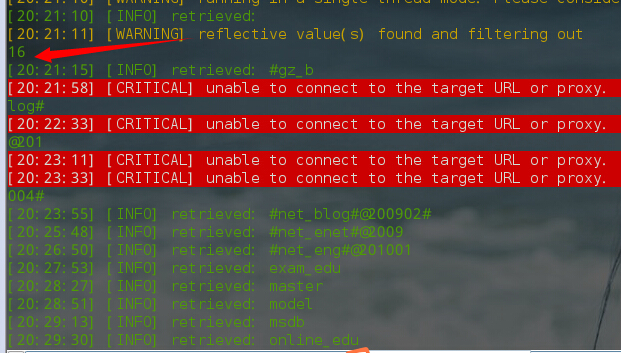 [20:21:10] [WARNING] running in a single-thread mode. Please conside
[20:21:10] [INFO] retrieved:
[20:21:11] [WARNING] reflective value(s) found and filtering out
16
[20:21:15] [INFO] retrieved: #gz_b
[20:21:58] [CRITICAL] unable to connect to the target URL or proxy.
log#
[20:22:33] [CRITICAL] unable to connect to the target URL or proxy.
@201
[20:23:11] [CRITICAL] unable to connect to the target URL or proxy.
[20:23:33] [CRITICAL] unable to connect to the target URL or proxy.
004#
[20:23:55] [INFO] retrieved: #net_blog#@200902#
[20:25:48] [INFO] retrieved: #net_enet#@2009
[20:26:50] [INFO] retrieved: #net_eng#@201001
[20:27:53] [INFO] retrieved: exam_edu
[20:28:27] [INFO] retrieved: master
[20:28:51] [INFO] retrieved: model
[20:29:13] [INFO] retrieved: msdb
[20:29:30] [INFO] retrieved: online_edu